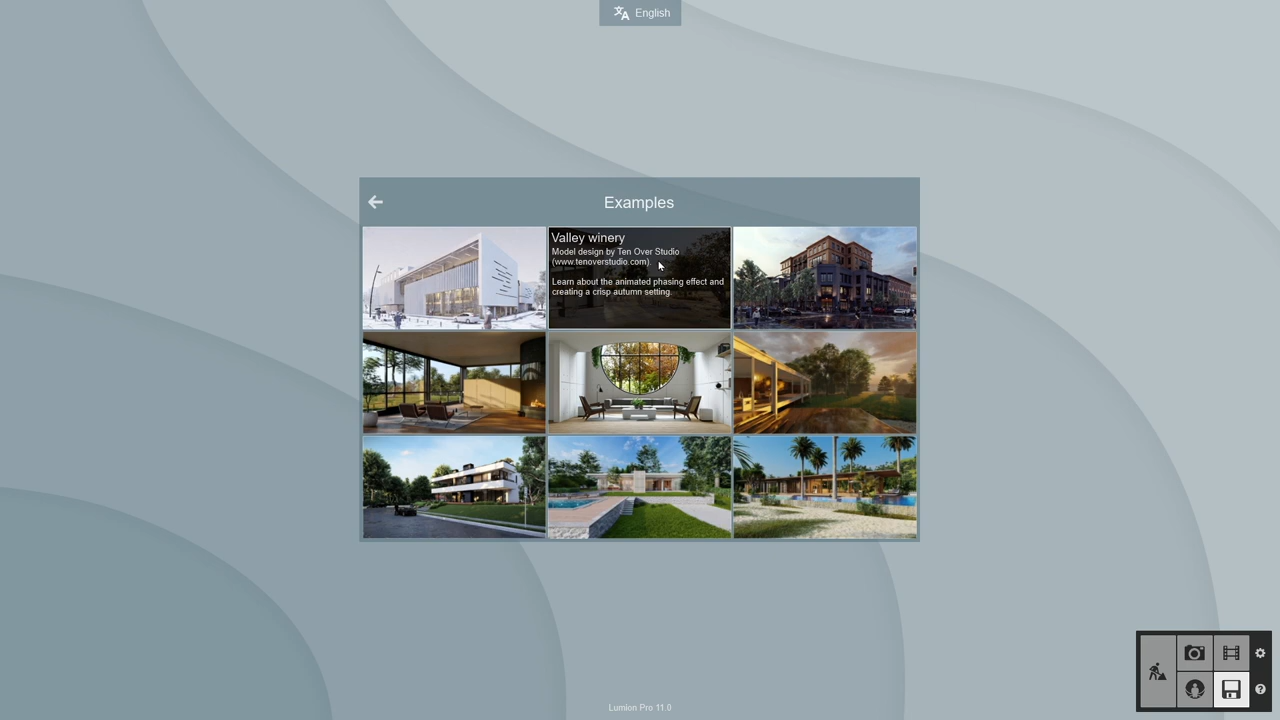 English
Examples
Valley winery
Model design by Ten Over Studio
(www.tenoverstudio.com).
Learn about the animated phasing effect and
creating a crisp autumn setting.
Lumion Pro 11.0